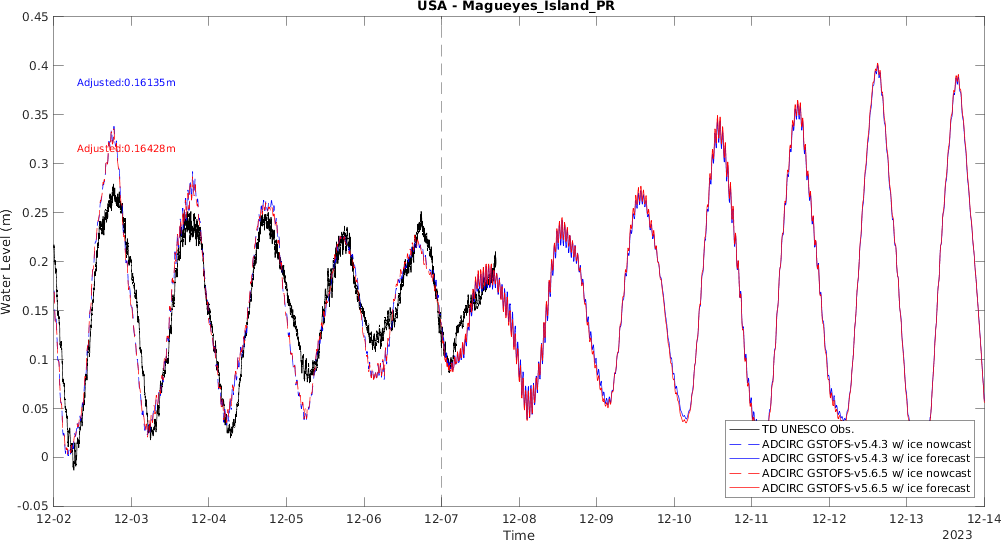 USA - Magueyes_Island_PR
0.45
0.4
0.35
0.3
0.25
0.2
0.15
0.1
0.05
0
-0.05
Water Level (m)
Adjusted:0.16135m
Adjusted:0.16428m
TD UNESCO Obs.
ADCIRC GSTOFS-v5.4.3 w/ ice nowcast
ADCIRC GSTOFS-v5.4.3 w/ ice forecast
ADCIRC GSTOFS-v5.6.5 w/ ice nowcast
ADCIRC GSTOFS-v5.6.5 w/ ice forecast
12-02 12-03 12-04 12-05 12-06 12-07 12-08 12-09 12-10 12-11 12-12 12-13 12-14
Time
2023